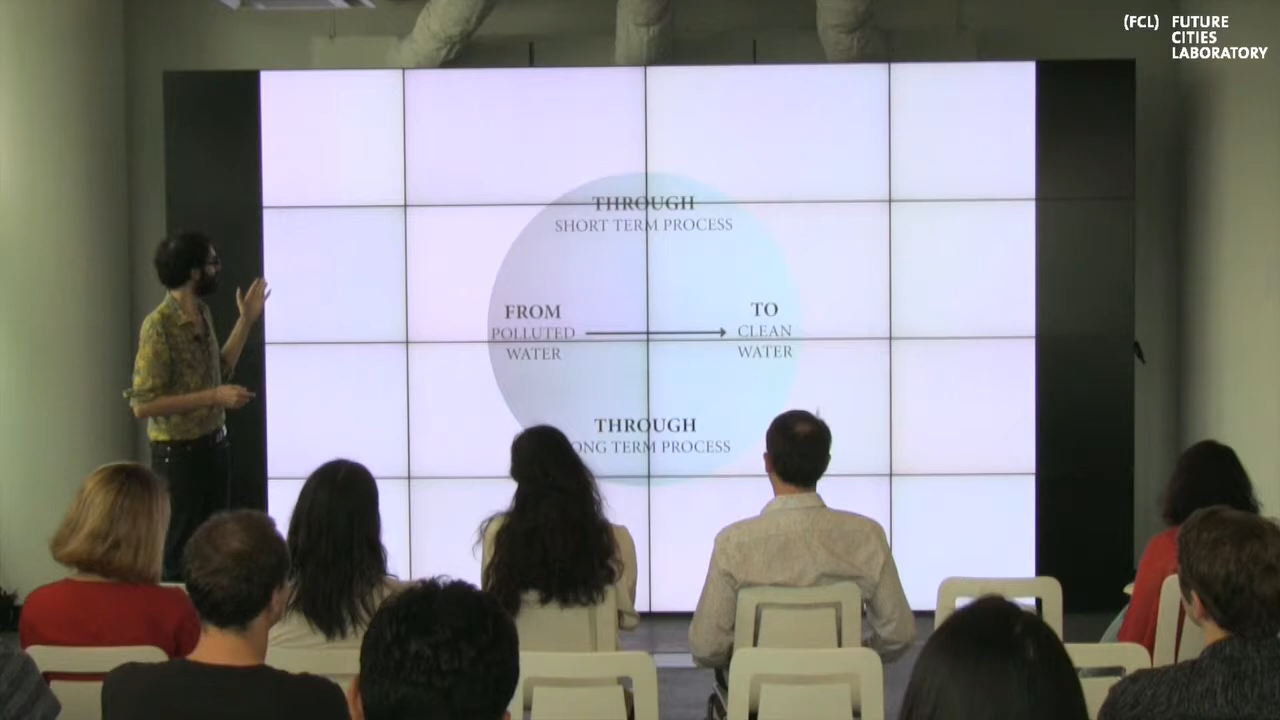 (FCL) FUTURE
CITIES
LABORATORY
THROUGH
SHORT TERM PROCESS
FROM
POLLUTED
WATER
TO
CLEAN
WATER
THROUGH
ONG TERM PROCESS